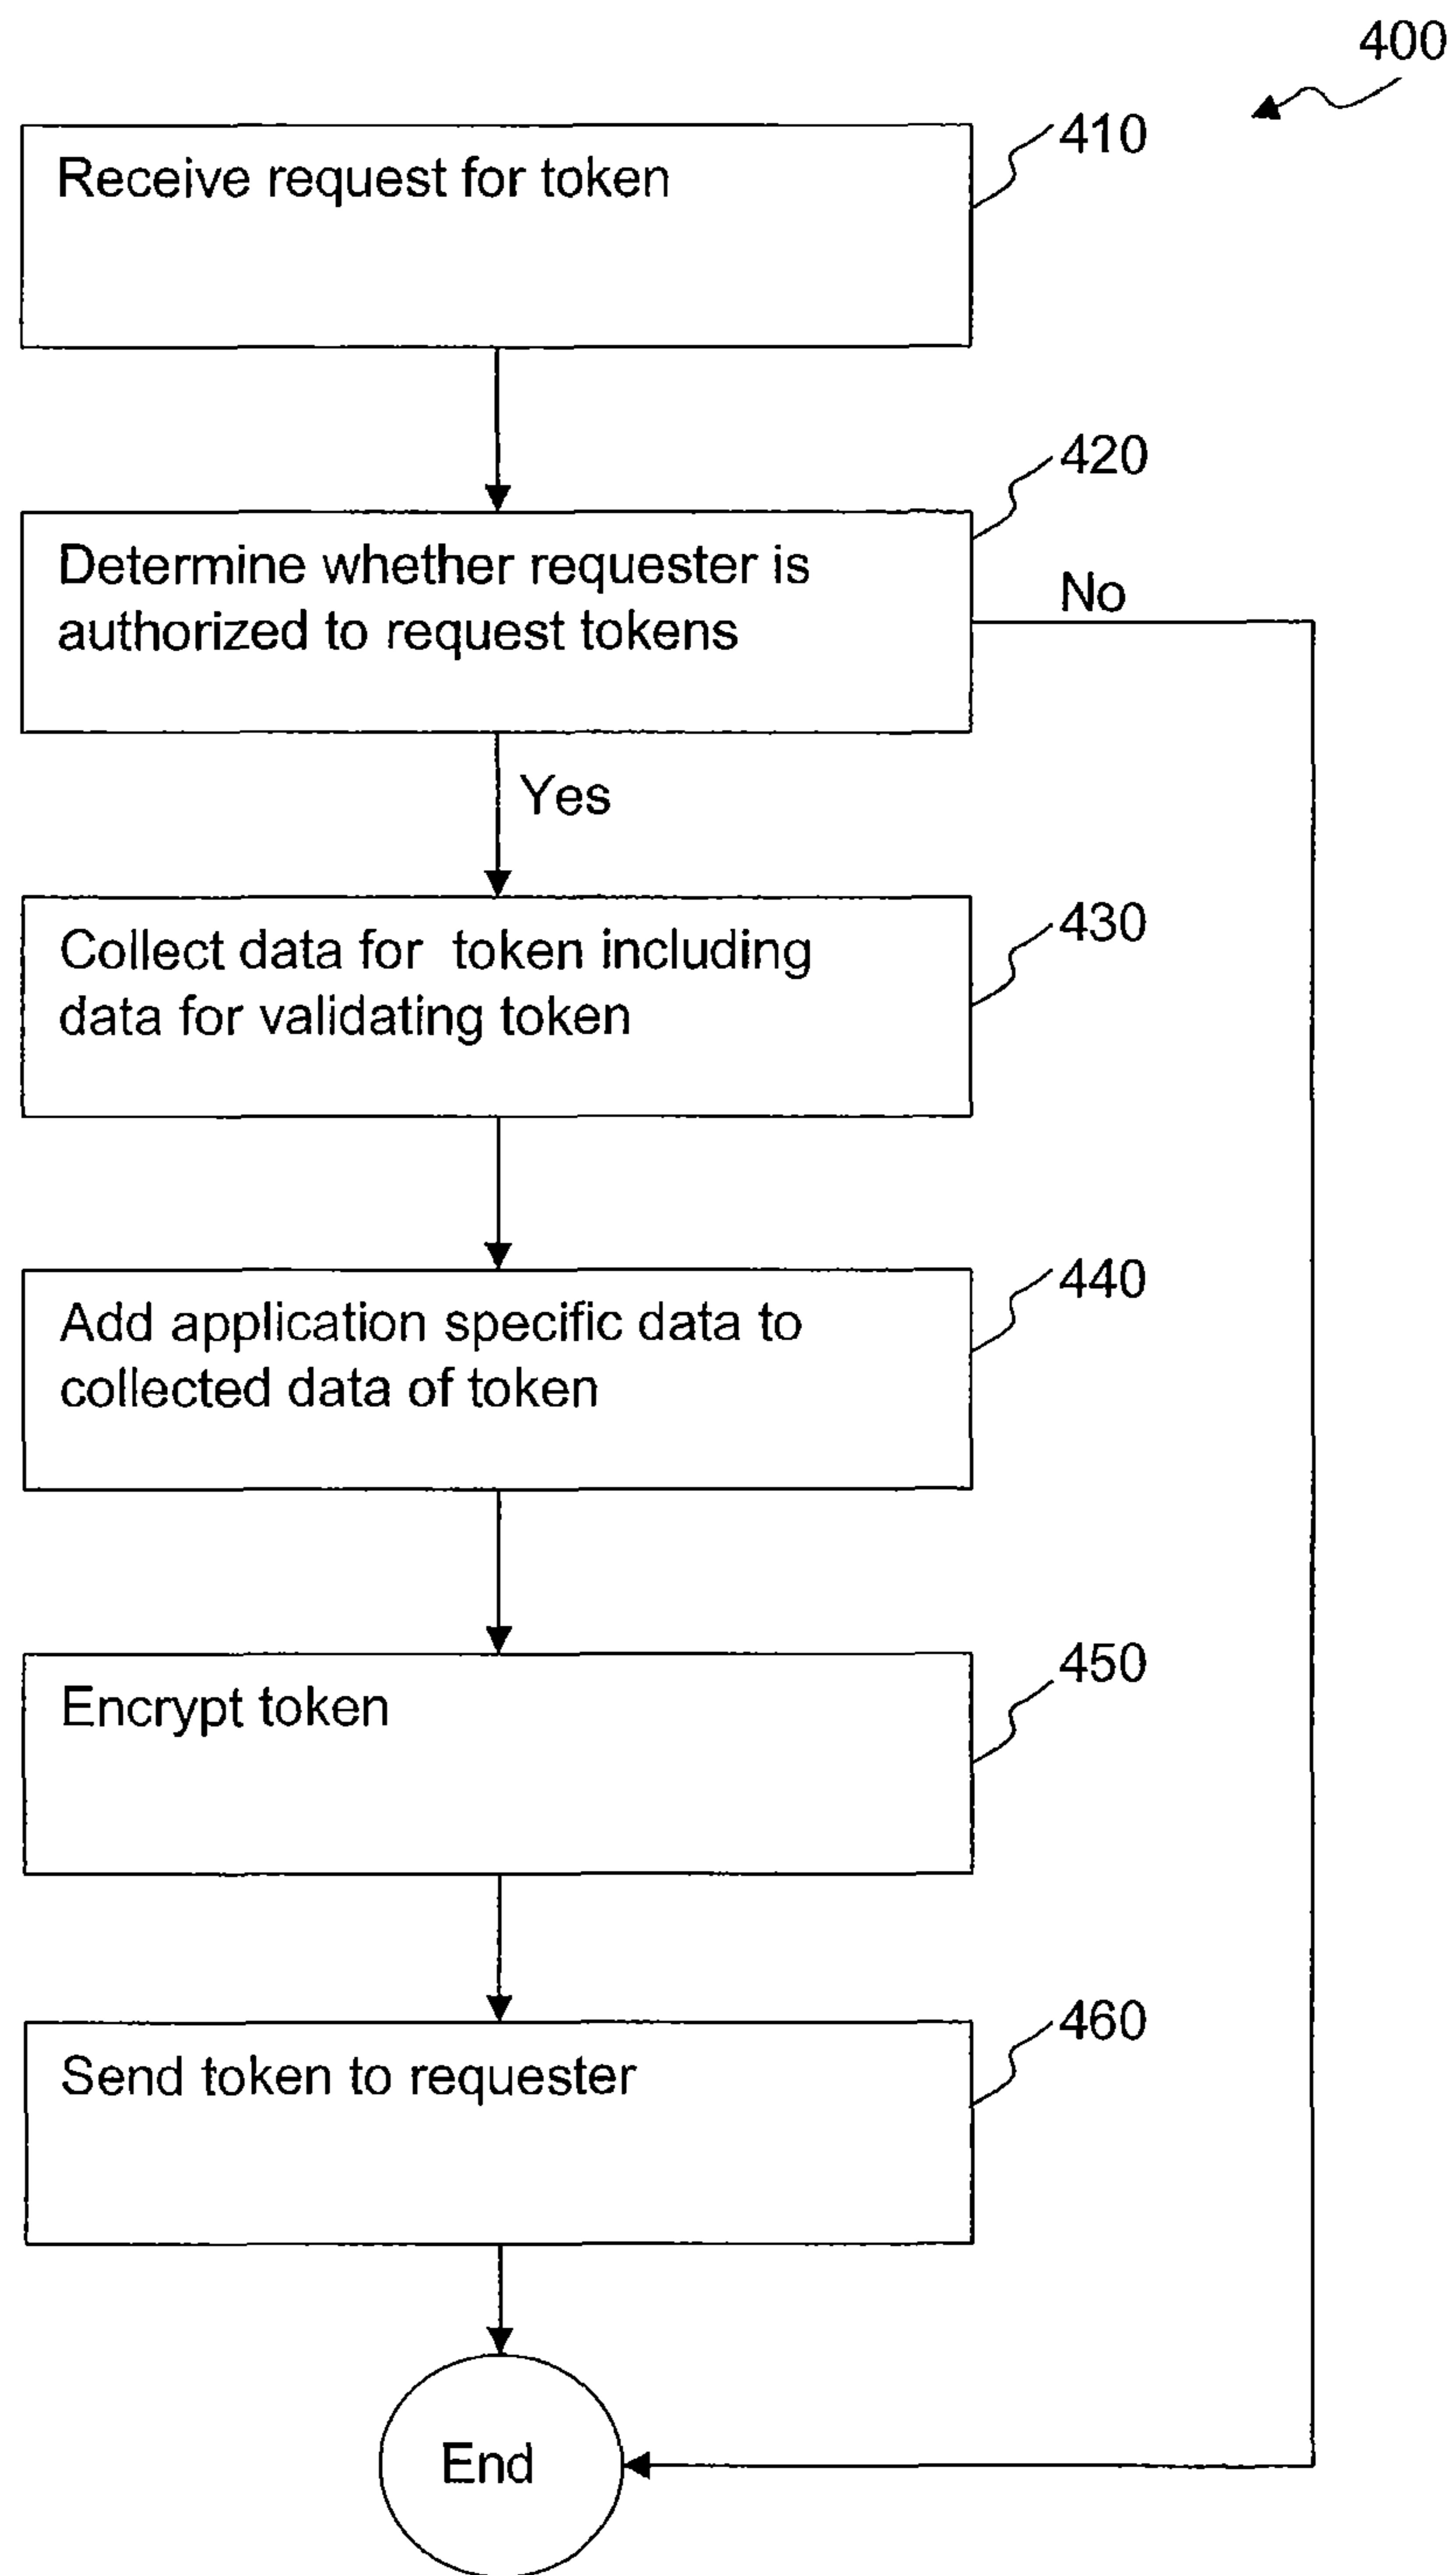 400
410
Receive request for token
420
Determine whether requester is
authorized to request tokens
No
Yes
430
Collect data for  token including
data for validating token
440
Add application specific data to
collected data of token
450
Encrypt token
460
Send token to requester
End